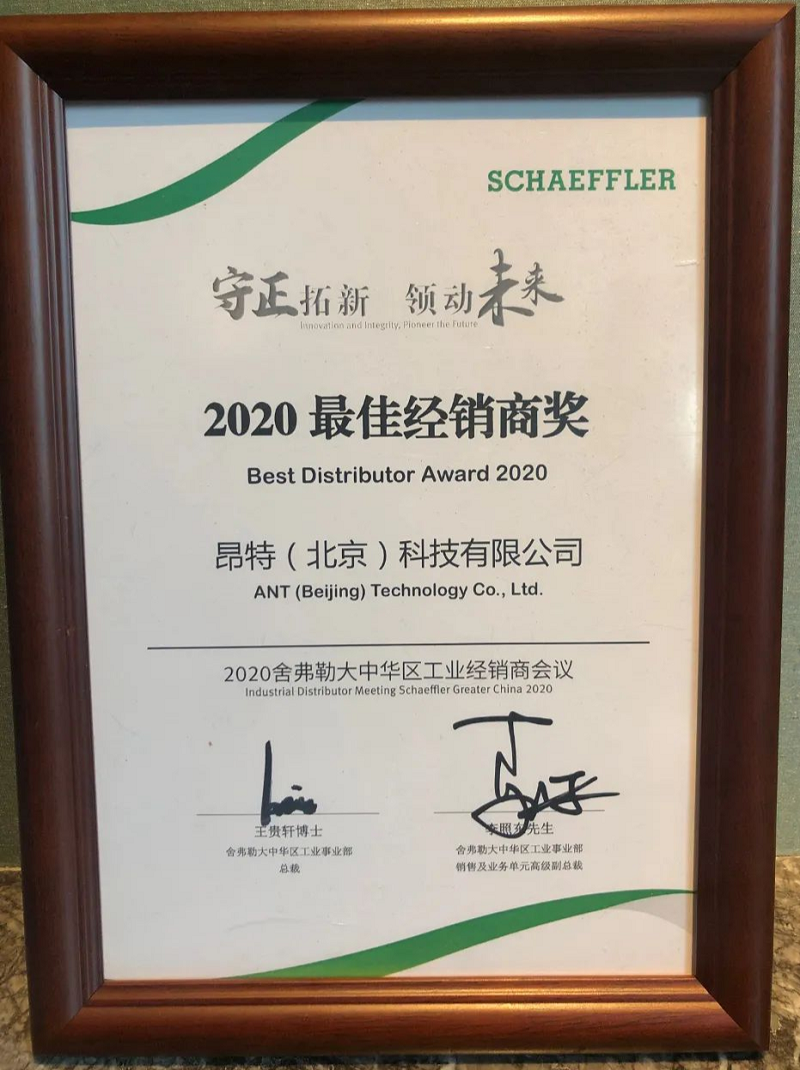 SCHAEFFLER
守正拓新 领动未来
Innovation and Integrity, Pioneer the Future
2020 最佳经销商奖
Best Distributor Award 2020
昂特（北京）科技有限公司
ANT (Beijing) Technology Co., Ltd.
2020舍弗勒大中华区工业经销商会议
Industrial Distributor Meeting Schaeffler Greater China 2020
王贵轩博士
舍弗勒大中华区工业事业部
总裁
李照东先生
舍弗勒大中华区工业事业部
销售及业务单元高级副总裁